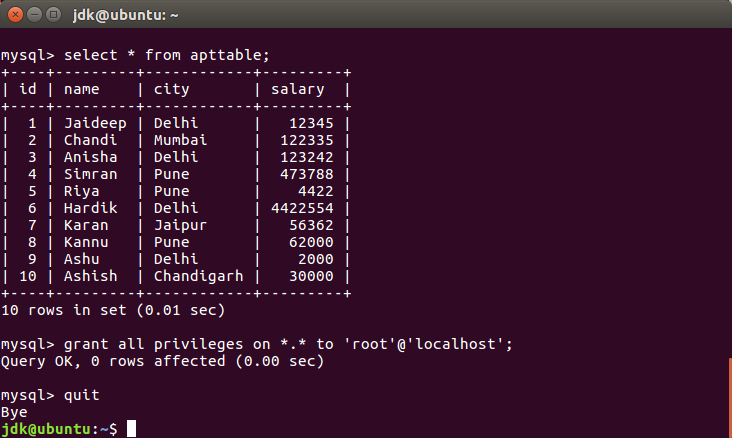 jdk@ubuntu: ~
mysql> select * from apttable;
+----+---------+------------+---------+
| id | name    | city       | salary  |
+----+---------+------------+---------+
|  1 | Jaideep | Delhi      |   12345 |
|  2 | Chandi  | Mumbai     |  122335 |
|  3 | Anisha  | Delhi      |  123242 |
|  4 | Simran  | Pune       |  473788 |
|  5 | Riya    | Pune       |    4422 |
|  6 | Hardik  | Delhi      | 4422554 |
|  7 | Karan   | Jaipur     |   56362 |
|  8 | Kannu   | Pune       |   62000 |
|  9 | Ashu    | Delhi      |    2000 |
| 10 | Ashish  | Chandigarh |   30000 |
+----+---------+------------+---------+
10 rows in set (0.01 sec)
mysql> grant all privileges on *.* to 'root'@'localhost';
Query OK, 0 rows affected (0.00 sec)
mysql> quit
Bye
jdk@ubuntu:~$